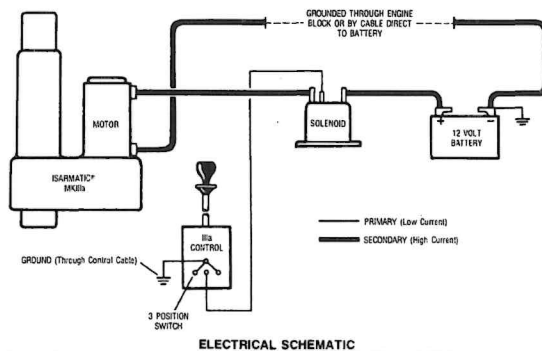 GROUNDED THROUGH ENGINE
BLOCK OR BY CABLE DIRECT
TO BATTERY
MOTOR
SOLENOID
+ −
12 VOLT
BATTERY
ISARMATIC®
MKIIIa
IIIa
CONTROL
PRIMARY (Low Current)
SECONDARY (High Current)
GROUND (Through Control Cable)
3 POSITION
SWITCH
ELECTRICAL SCHEMATIC